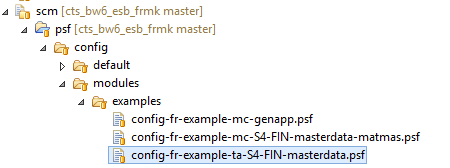 scm [cts_bw6_esb_frmk master]
psf [cts_bw6_esb_frmk master]
config
default
modules
examples
config-fr-example-mc-genapp.psf
config-fr-example-mc-S4-FIN-masterdata-matmas.psf
config-fr-example-ta-S4-FIN-masterdata.psf